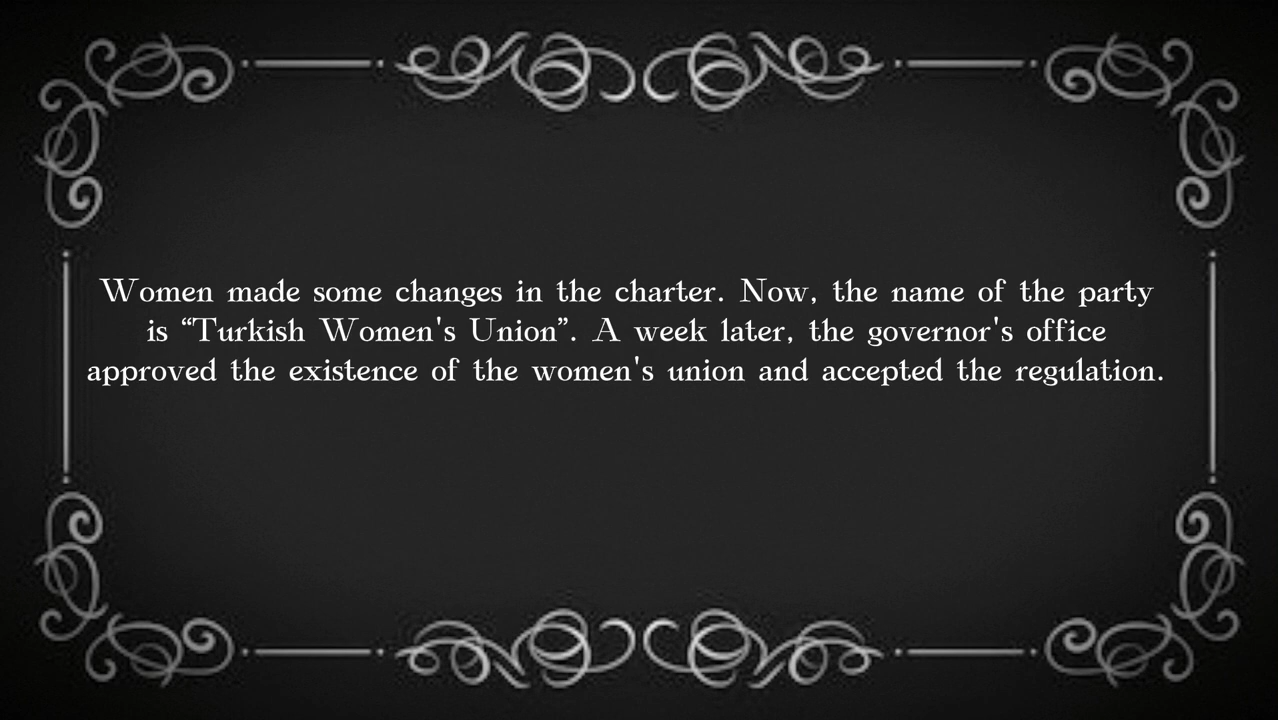 Women made some changes in the charter. Now, the name of the party
is “Turkish Women's Union”. A week later, the governor's office
approved the existence of the women's union and accepted the regulation.